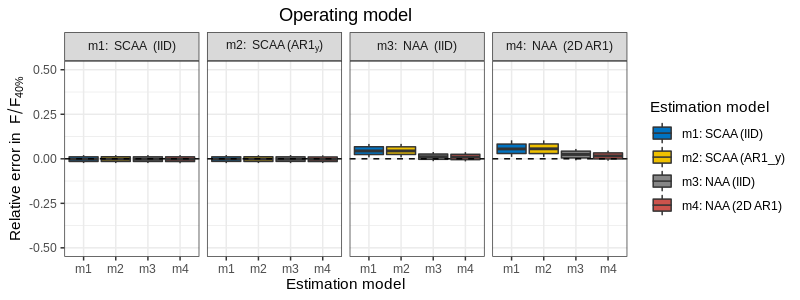 Operating model
m1: SCAA (IID)
m2: SCAA (AR1y)
m3: NAA (IID)
m4: NAA (2D AR1)
Relative error in F/F40%
0.50
0.25
0.00
-0.25
-0.50
m1 m2 m3 m4
m1 m2 m3 m4
m1 m2 m3 m4
m1 m2 m3 m4
Estimation model
Estimation model
m1: SCAA (IID)
m2: SCAA (AR1_y)
m3: NAA (IID)
m4: NAA (2D AR1)